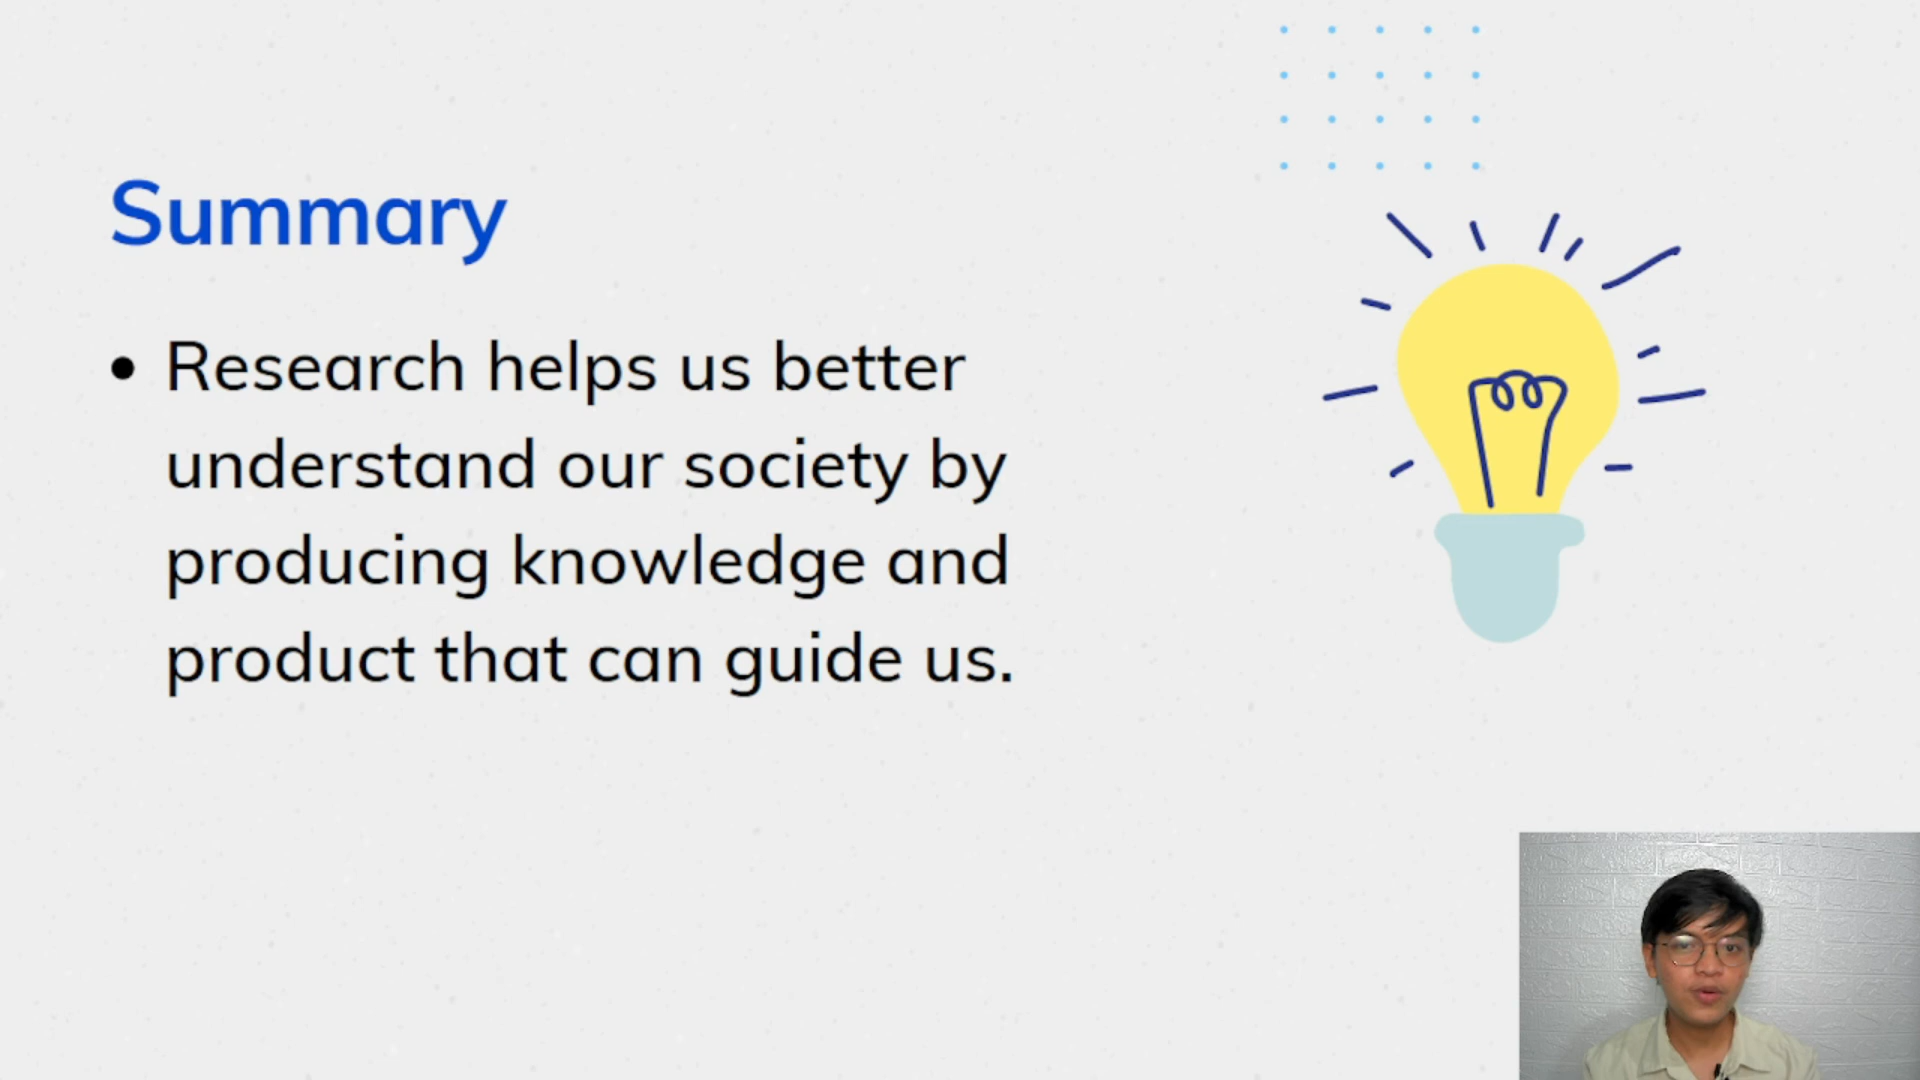 Summary
• Research helps us better
understand our society by
producing knowledge and
product that can guide us.